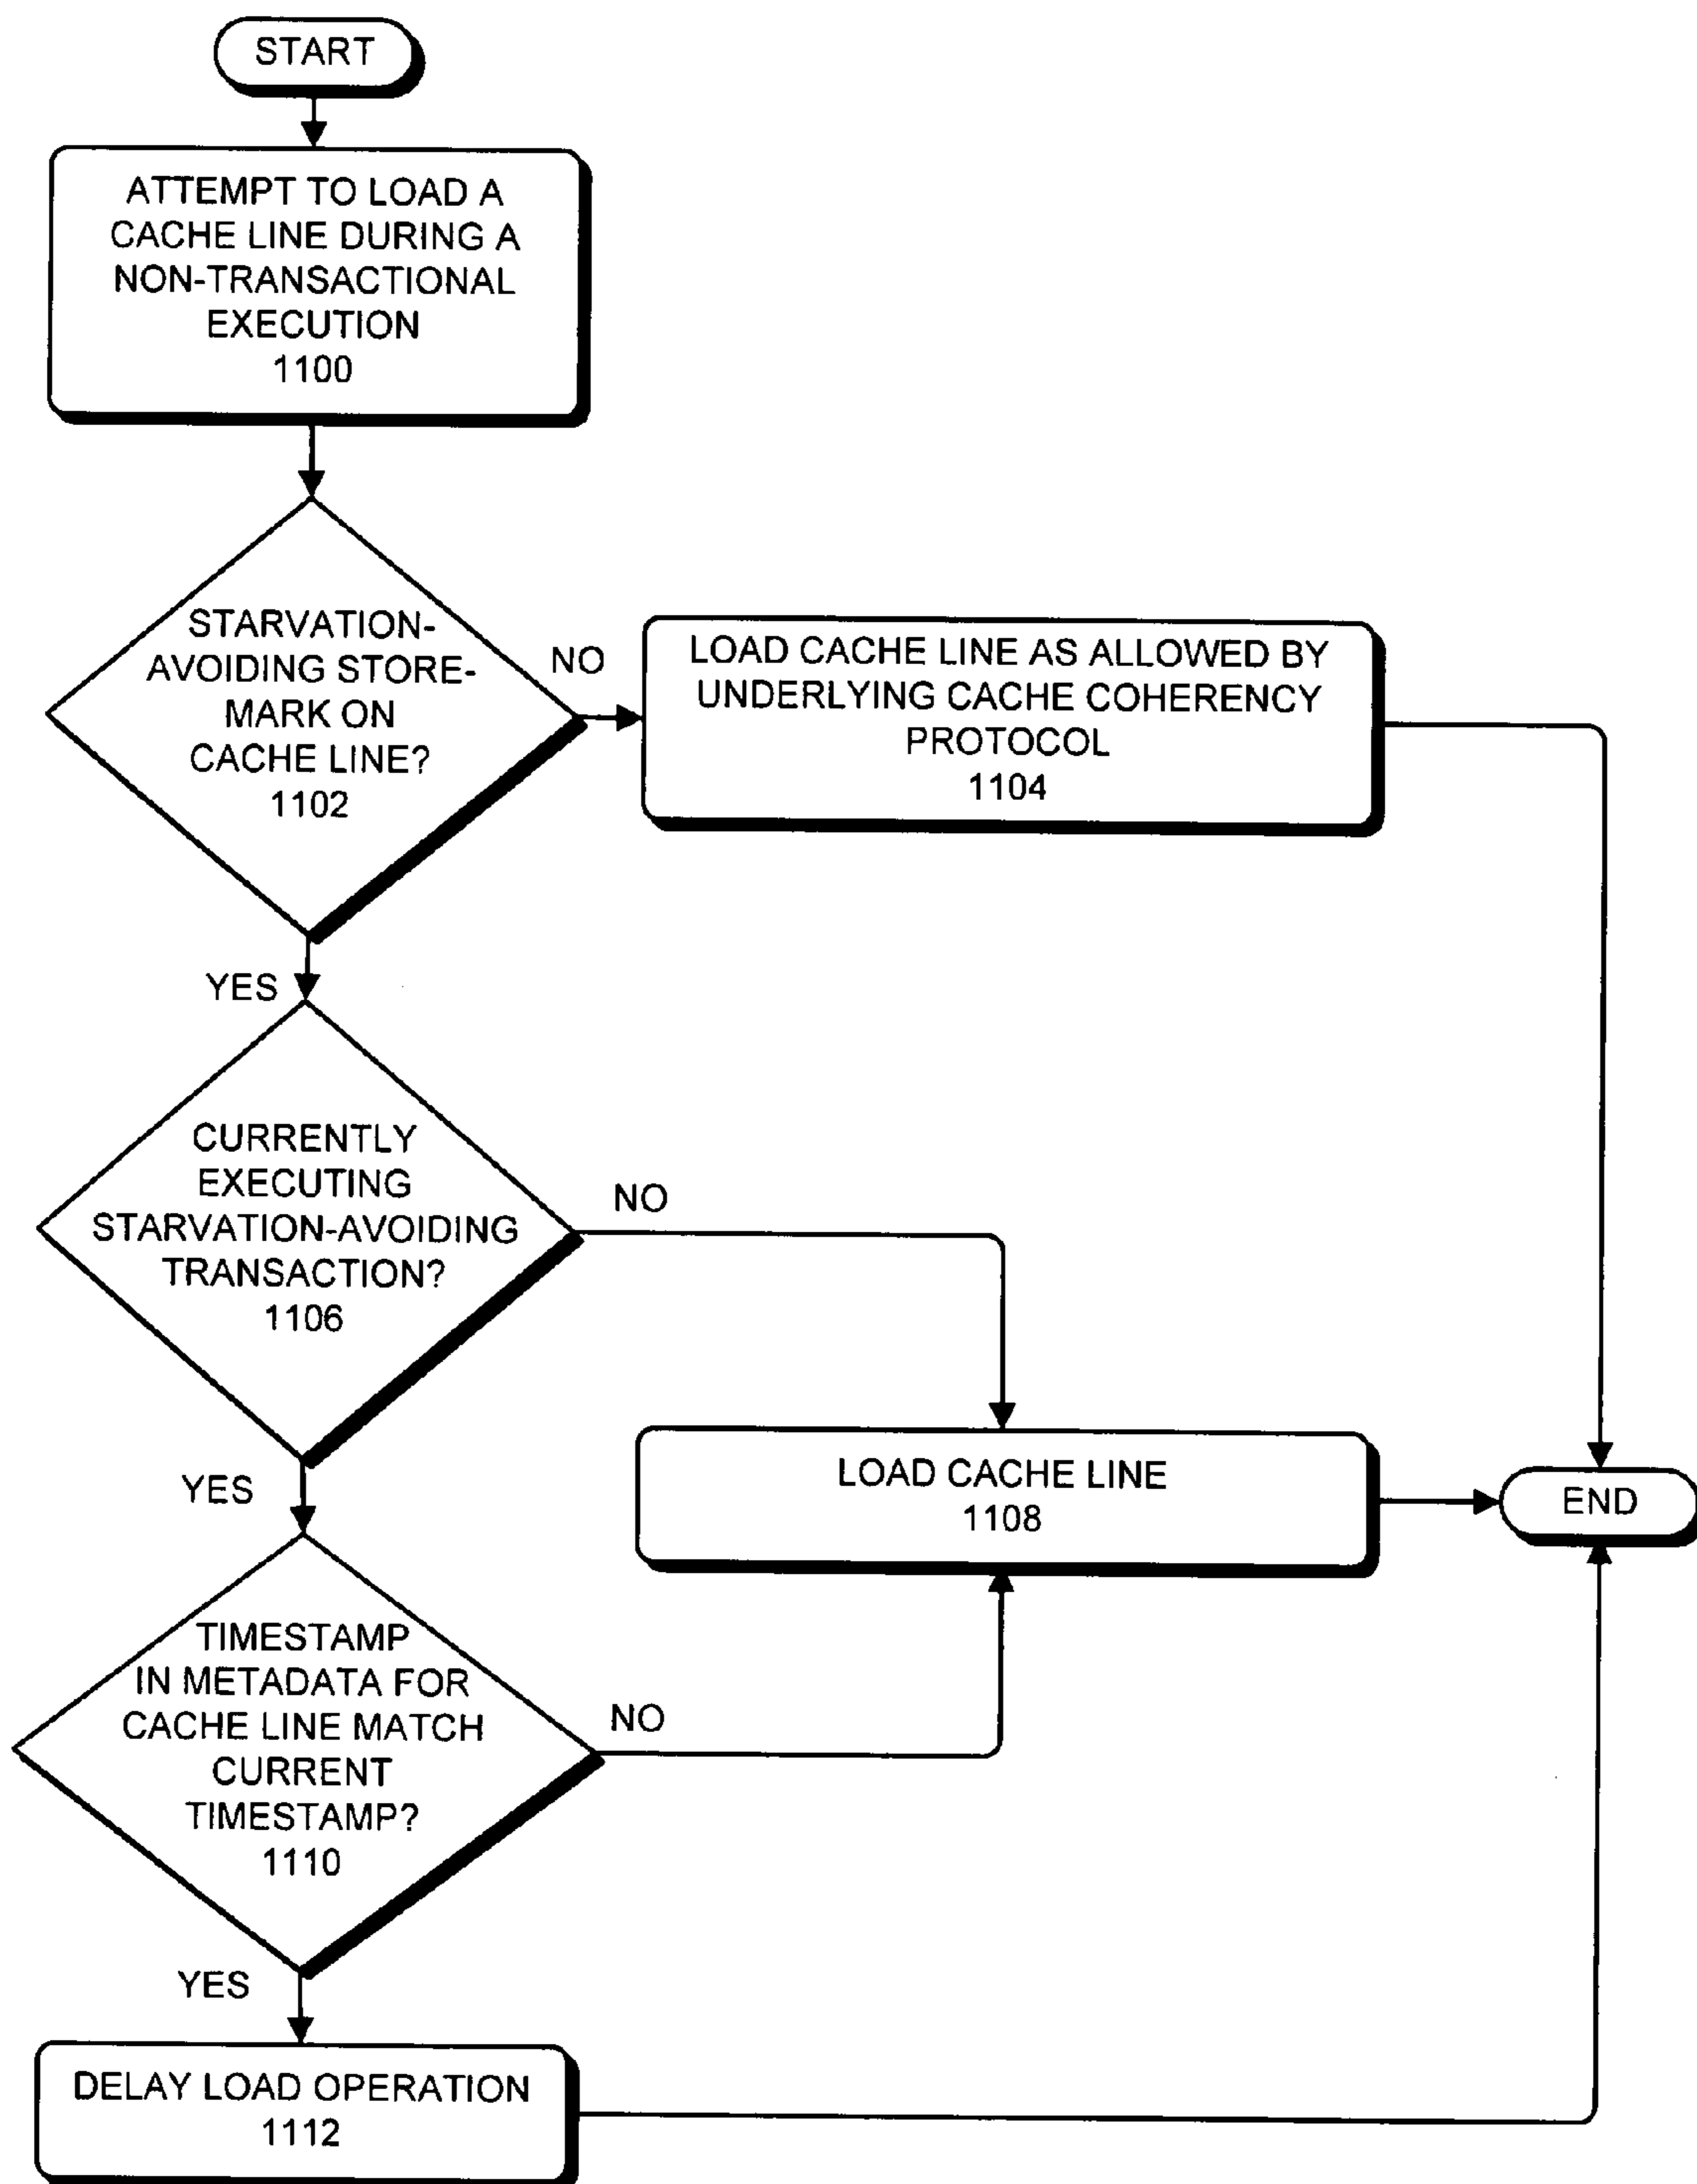 START
ATTEMPT TO LOAD A
CACHE LINE DURING A
NON-TRANSACTIONAL
EXECUTION
1100
STARVATION-
AVOIDING STORE-
MARK ON
CACHE LINE?
1102
NO
LOAD CACHE LINE AS ALLOWED BY
UNDERLYING CACHE COHERENCY
PROTOCOL
1104
YES
CURRENTLY
EXECUTING
STARVATION-AVOIDING
TRANSACTION?
1106
NO
LOAD CACHE LINE
1108
END
YES
TIMESTAMP
IN METADATA FOR
CACHE LINE MATCH
CURRENT
TIMESTAMP?
1110
NO
YES
DELAY LOAD OPERATION
1112